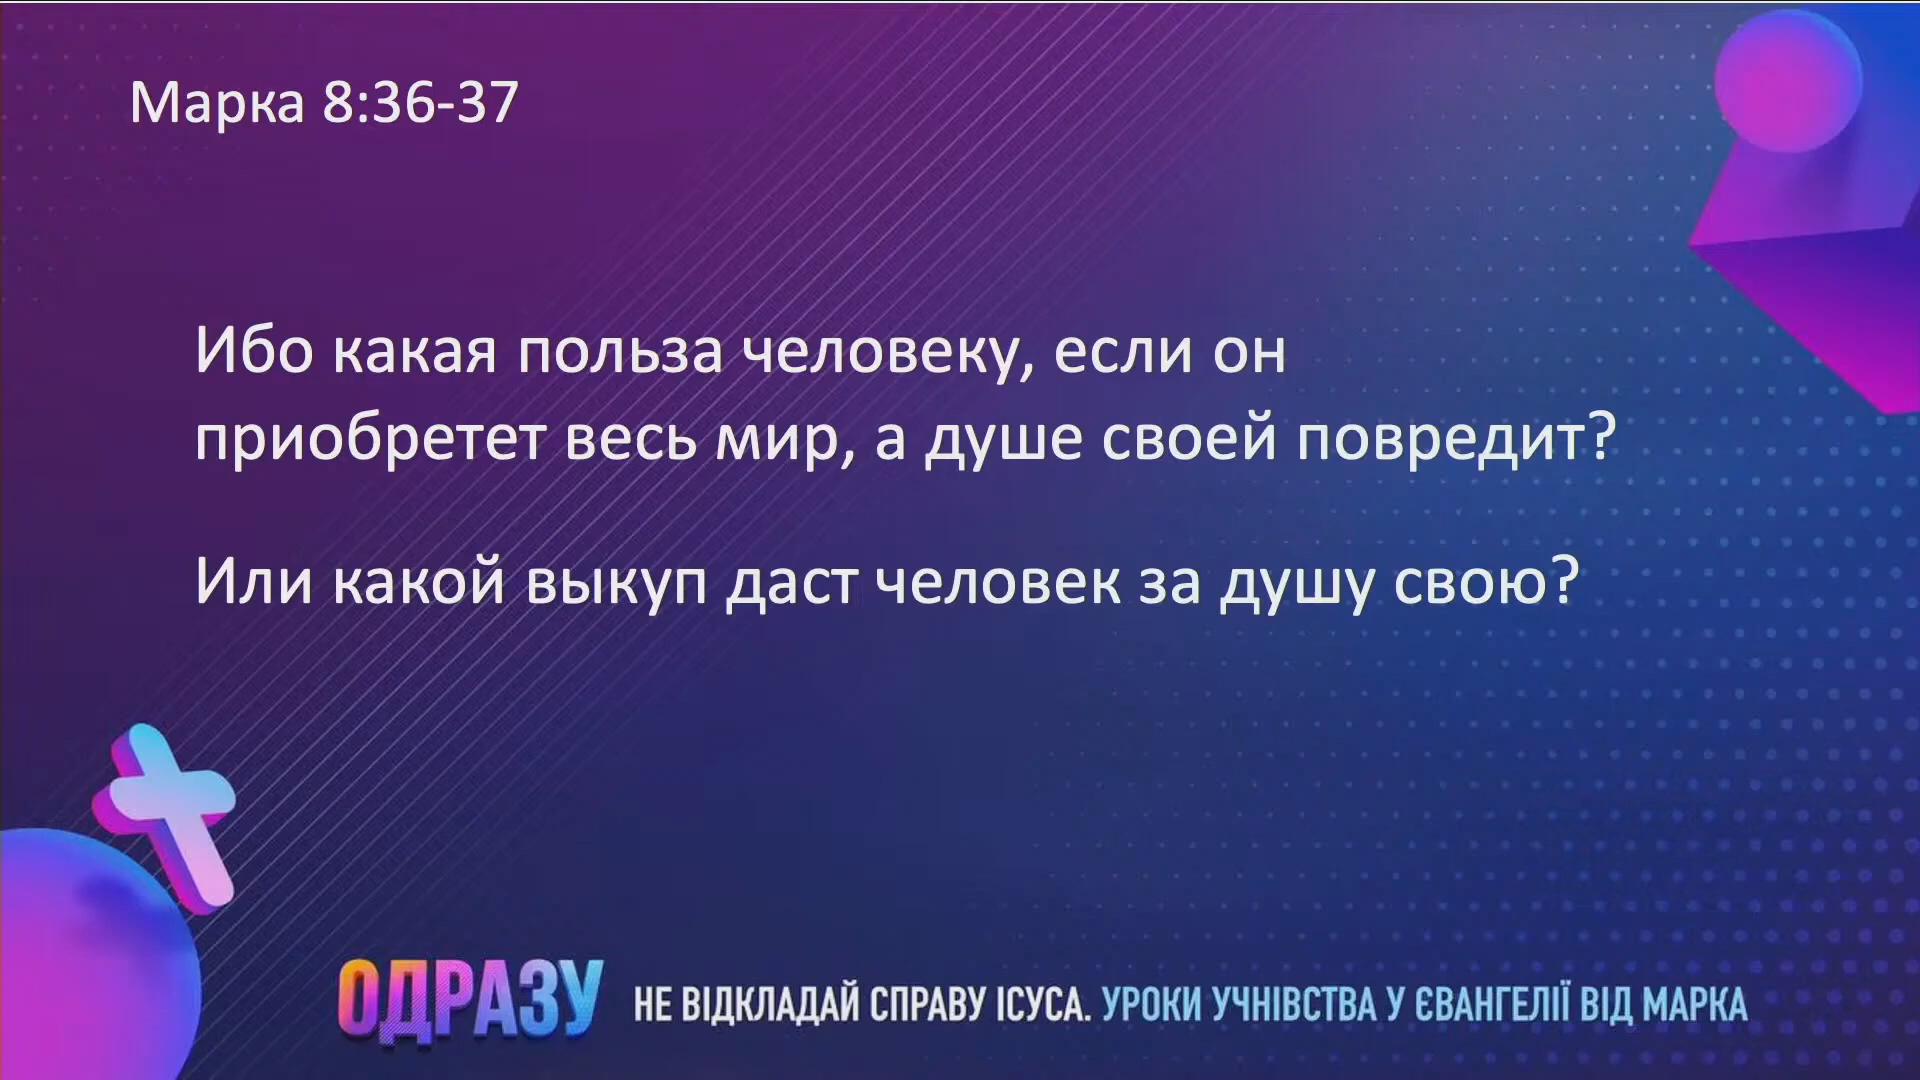 Марка 8:36-37
Ибо какая польза человеку, если он
приобретет весь мир, а душе своей повредит?
Или какой выкуп даст человек за душу свою?
ОДРАЗУ НЕ ВІДКЛАДАЙ СПРАВУ ІСУСА. УРОКИ УЧНІВСТВА У ЄВАНГЕЛІЇ ВІД МАРКА